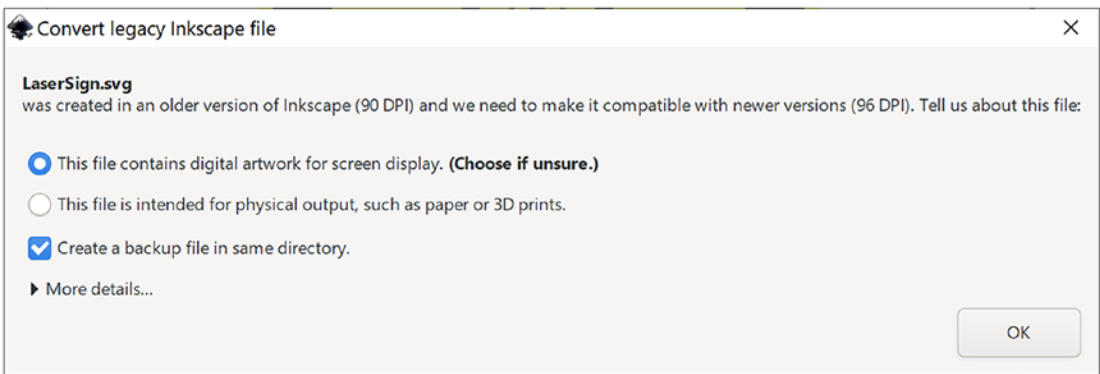 Convert legacy Inkscape file
LaserSign.svg
was created in an older version of Inkscape (90 DPI) and we need to make it compatible with newer versions (96 DPI). Tell us about this file:
This file contains digital artwork for screen display. (Choose if unsure.)
This file is intended for physical output, such as paper or 3D prints.
Create a backup file in same directory.
More details...
OK